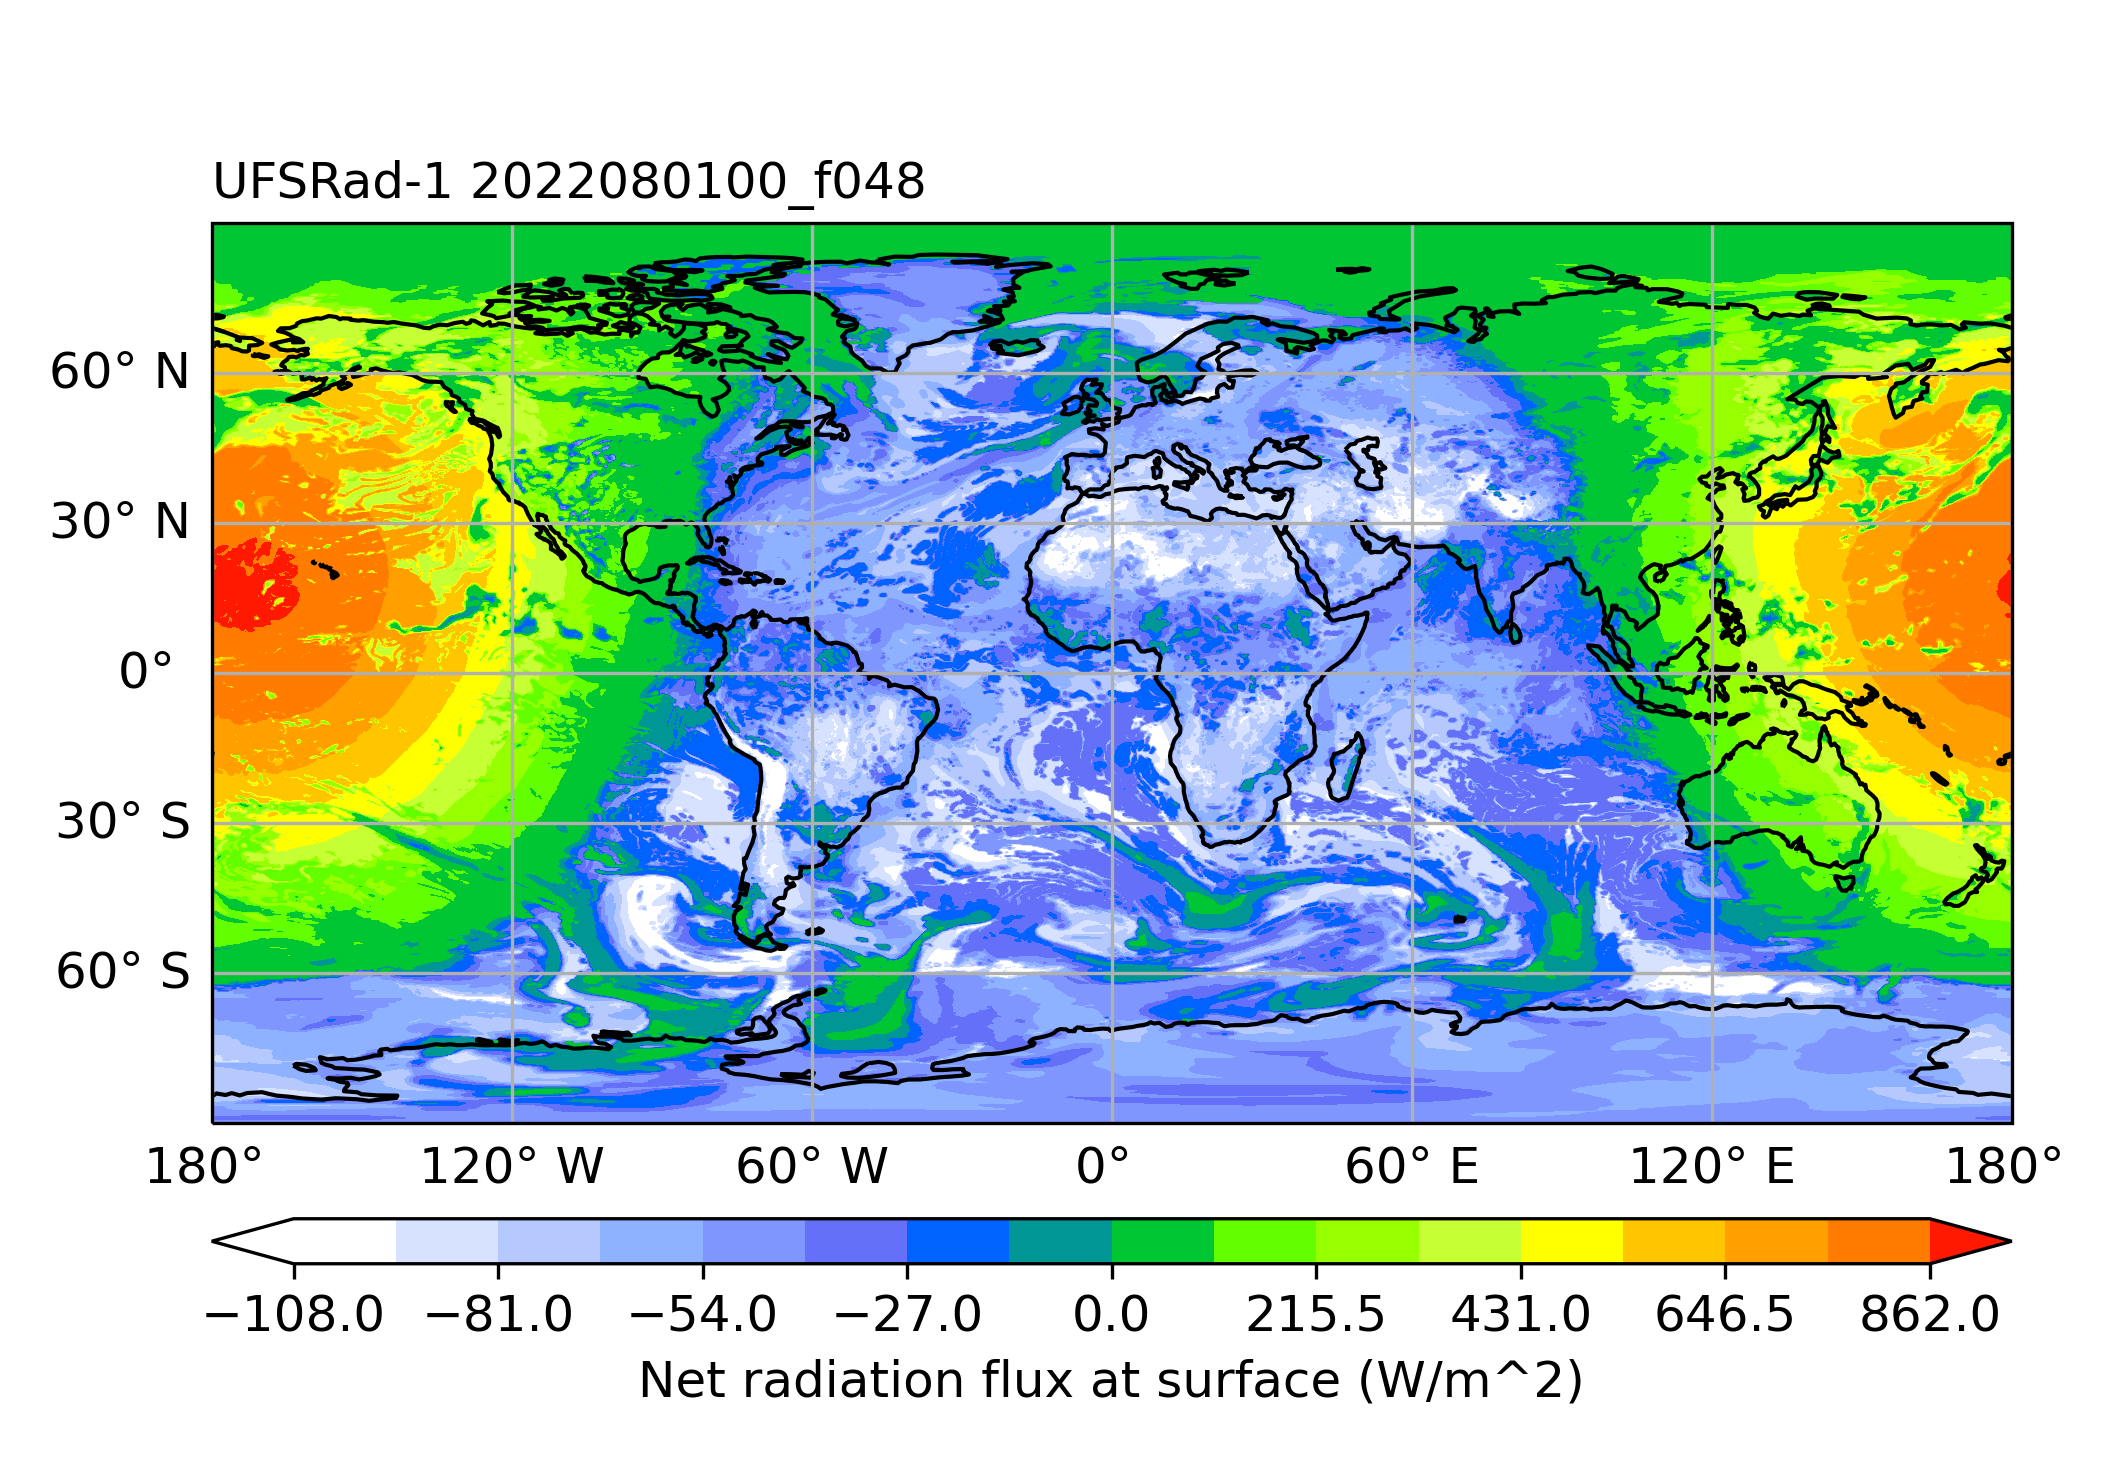 UFSRad-1 2022080100_f048
60° N
30° N
0°
30° S
60° S
180° 120° W 60° W 0° 60° E 120° E 180°
−108.0 −81.0 −54.0 −27.0 0.0 215.5 431.0 646.5 862.0
Net radiation flux at surface (W/m^2)